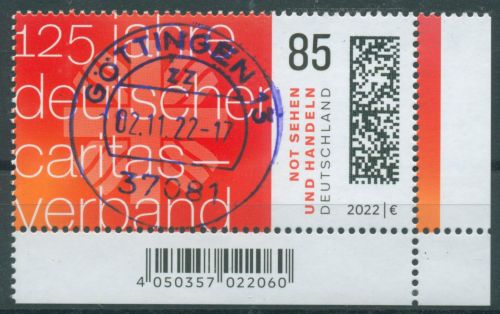 125 jahre
deutscher
caritas—
verband
GÖTTINGEN 13
zz
02.11.22-17
37081
85
NOT SEHEN
UND HANDELN
DEUTSCHLAND
2022 | €
4 050357 022060